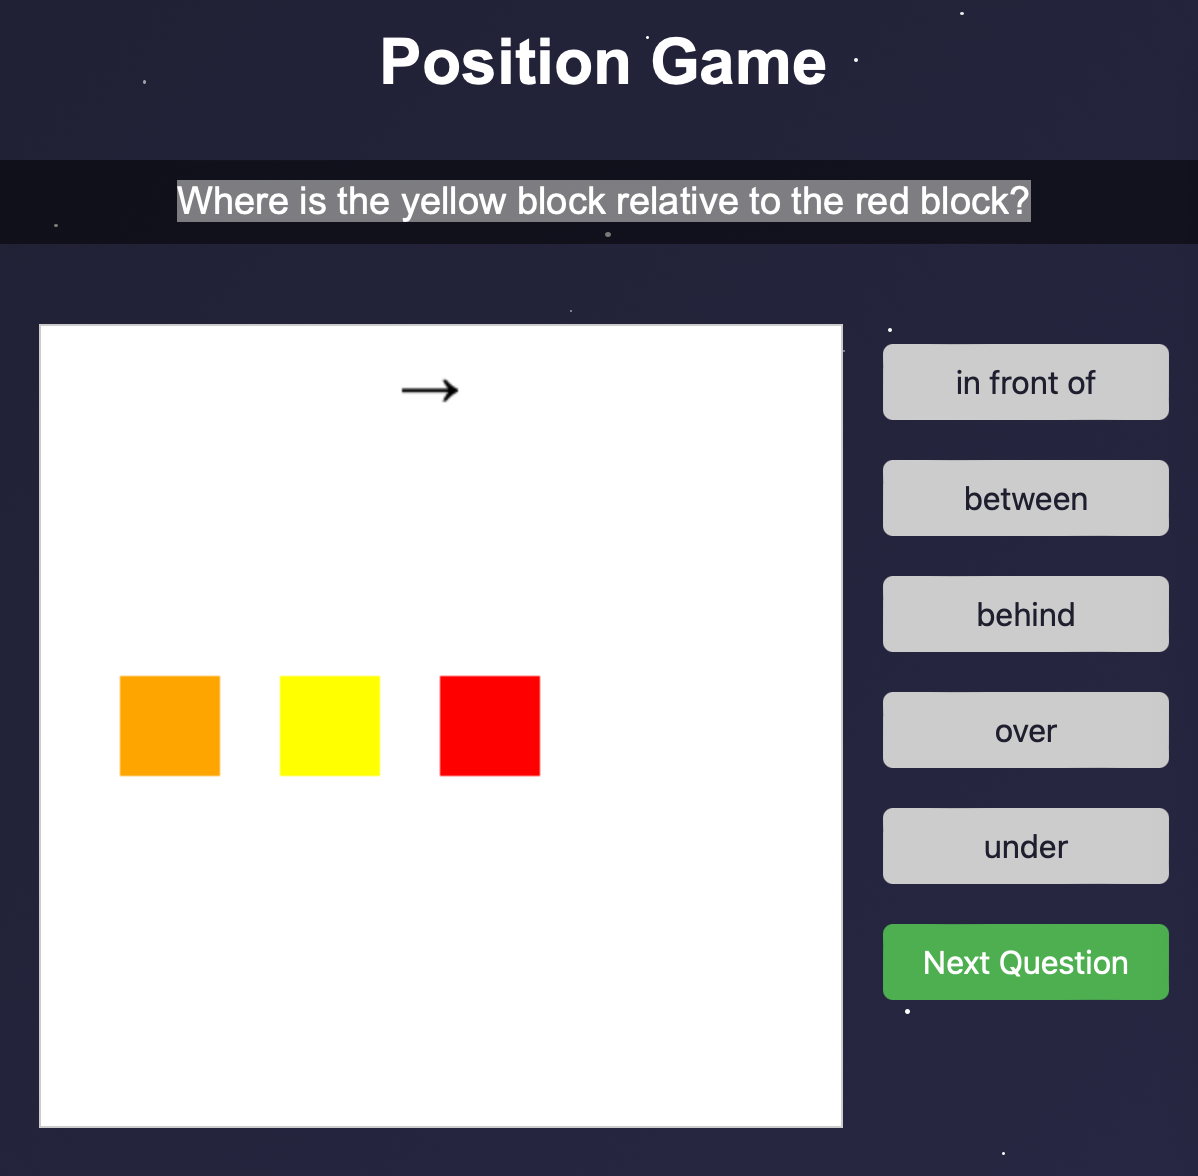 Position Game
Where is the yellow block relative to the red block?
→
in front of
between
behind
over
under
Next Question